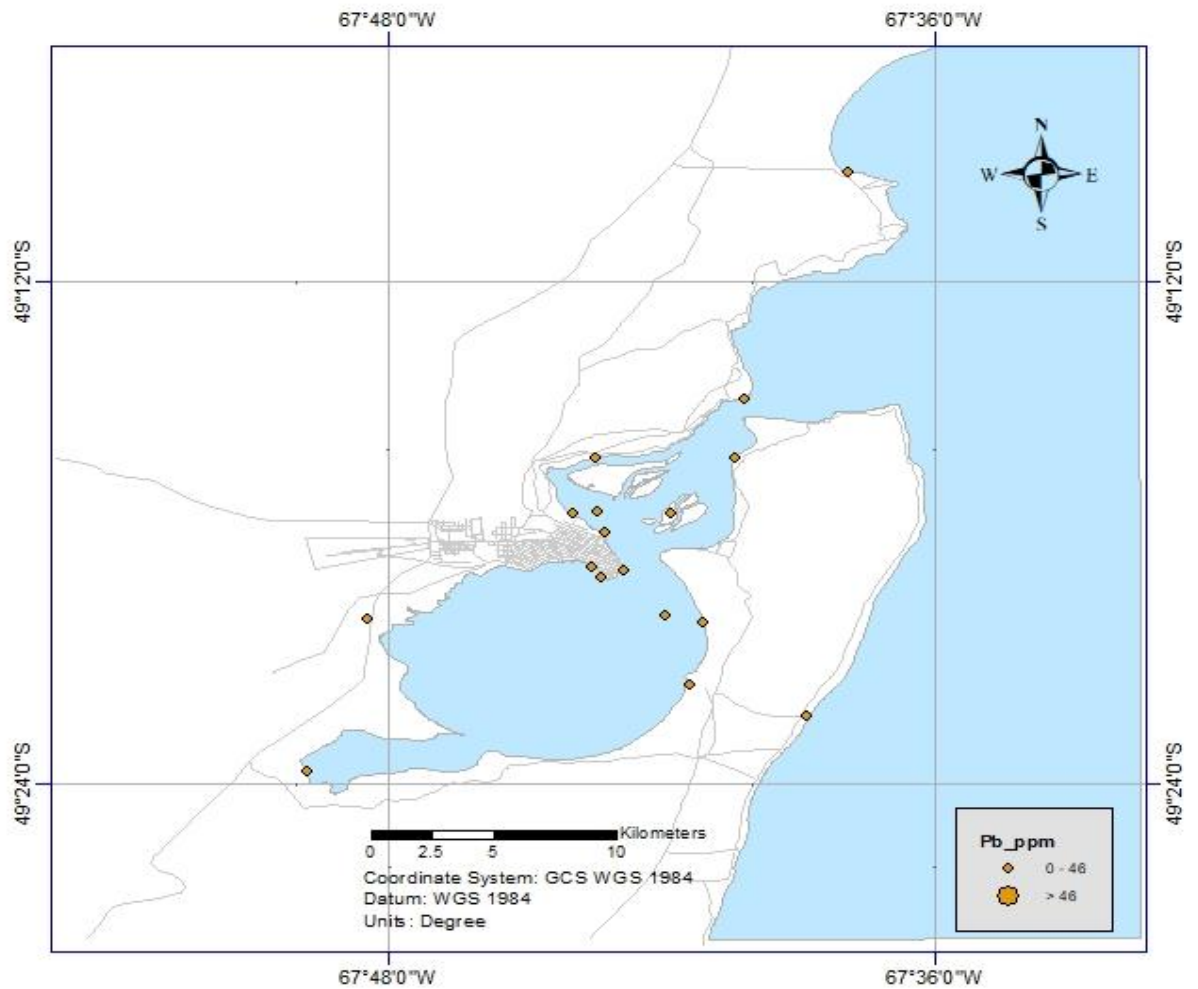 67°48'0"W 67°36'0"W
N
W E
S
49°12'0"S 49°12'0"S
49°24'0"S 49°24'0"S
Kilometers
0 2.5 5 10
Coordinate System: GCS WGS 1984
Datum: WGS 1984
Units: Degree
Pb_ppm
0 - 46
> 46
67°48'0"W 67°36'0"W